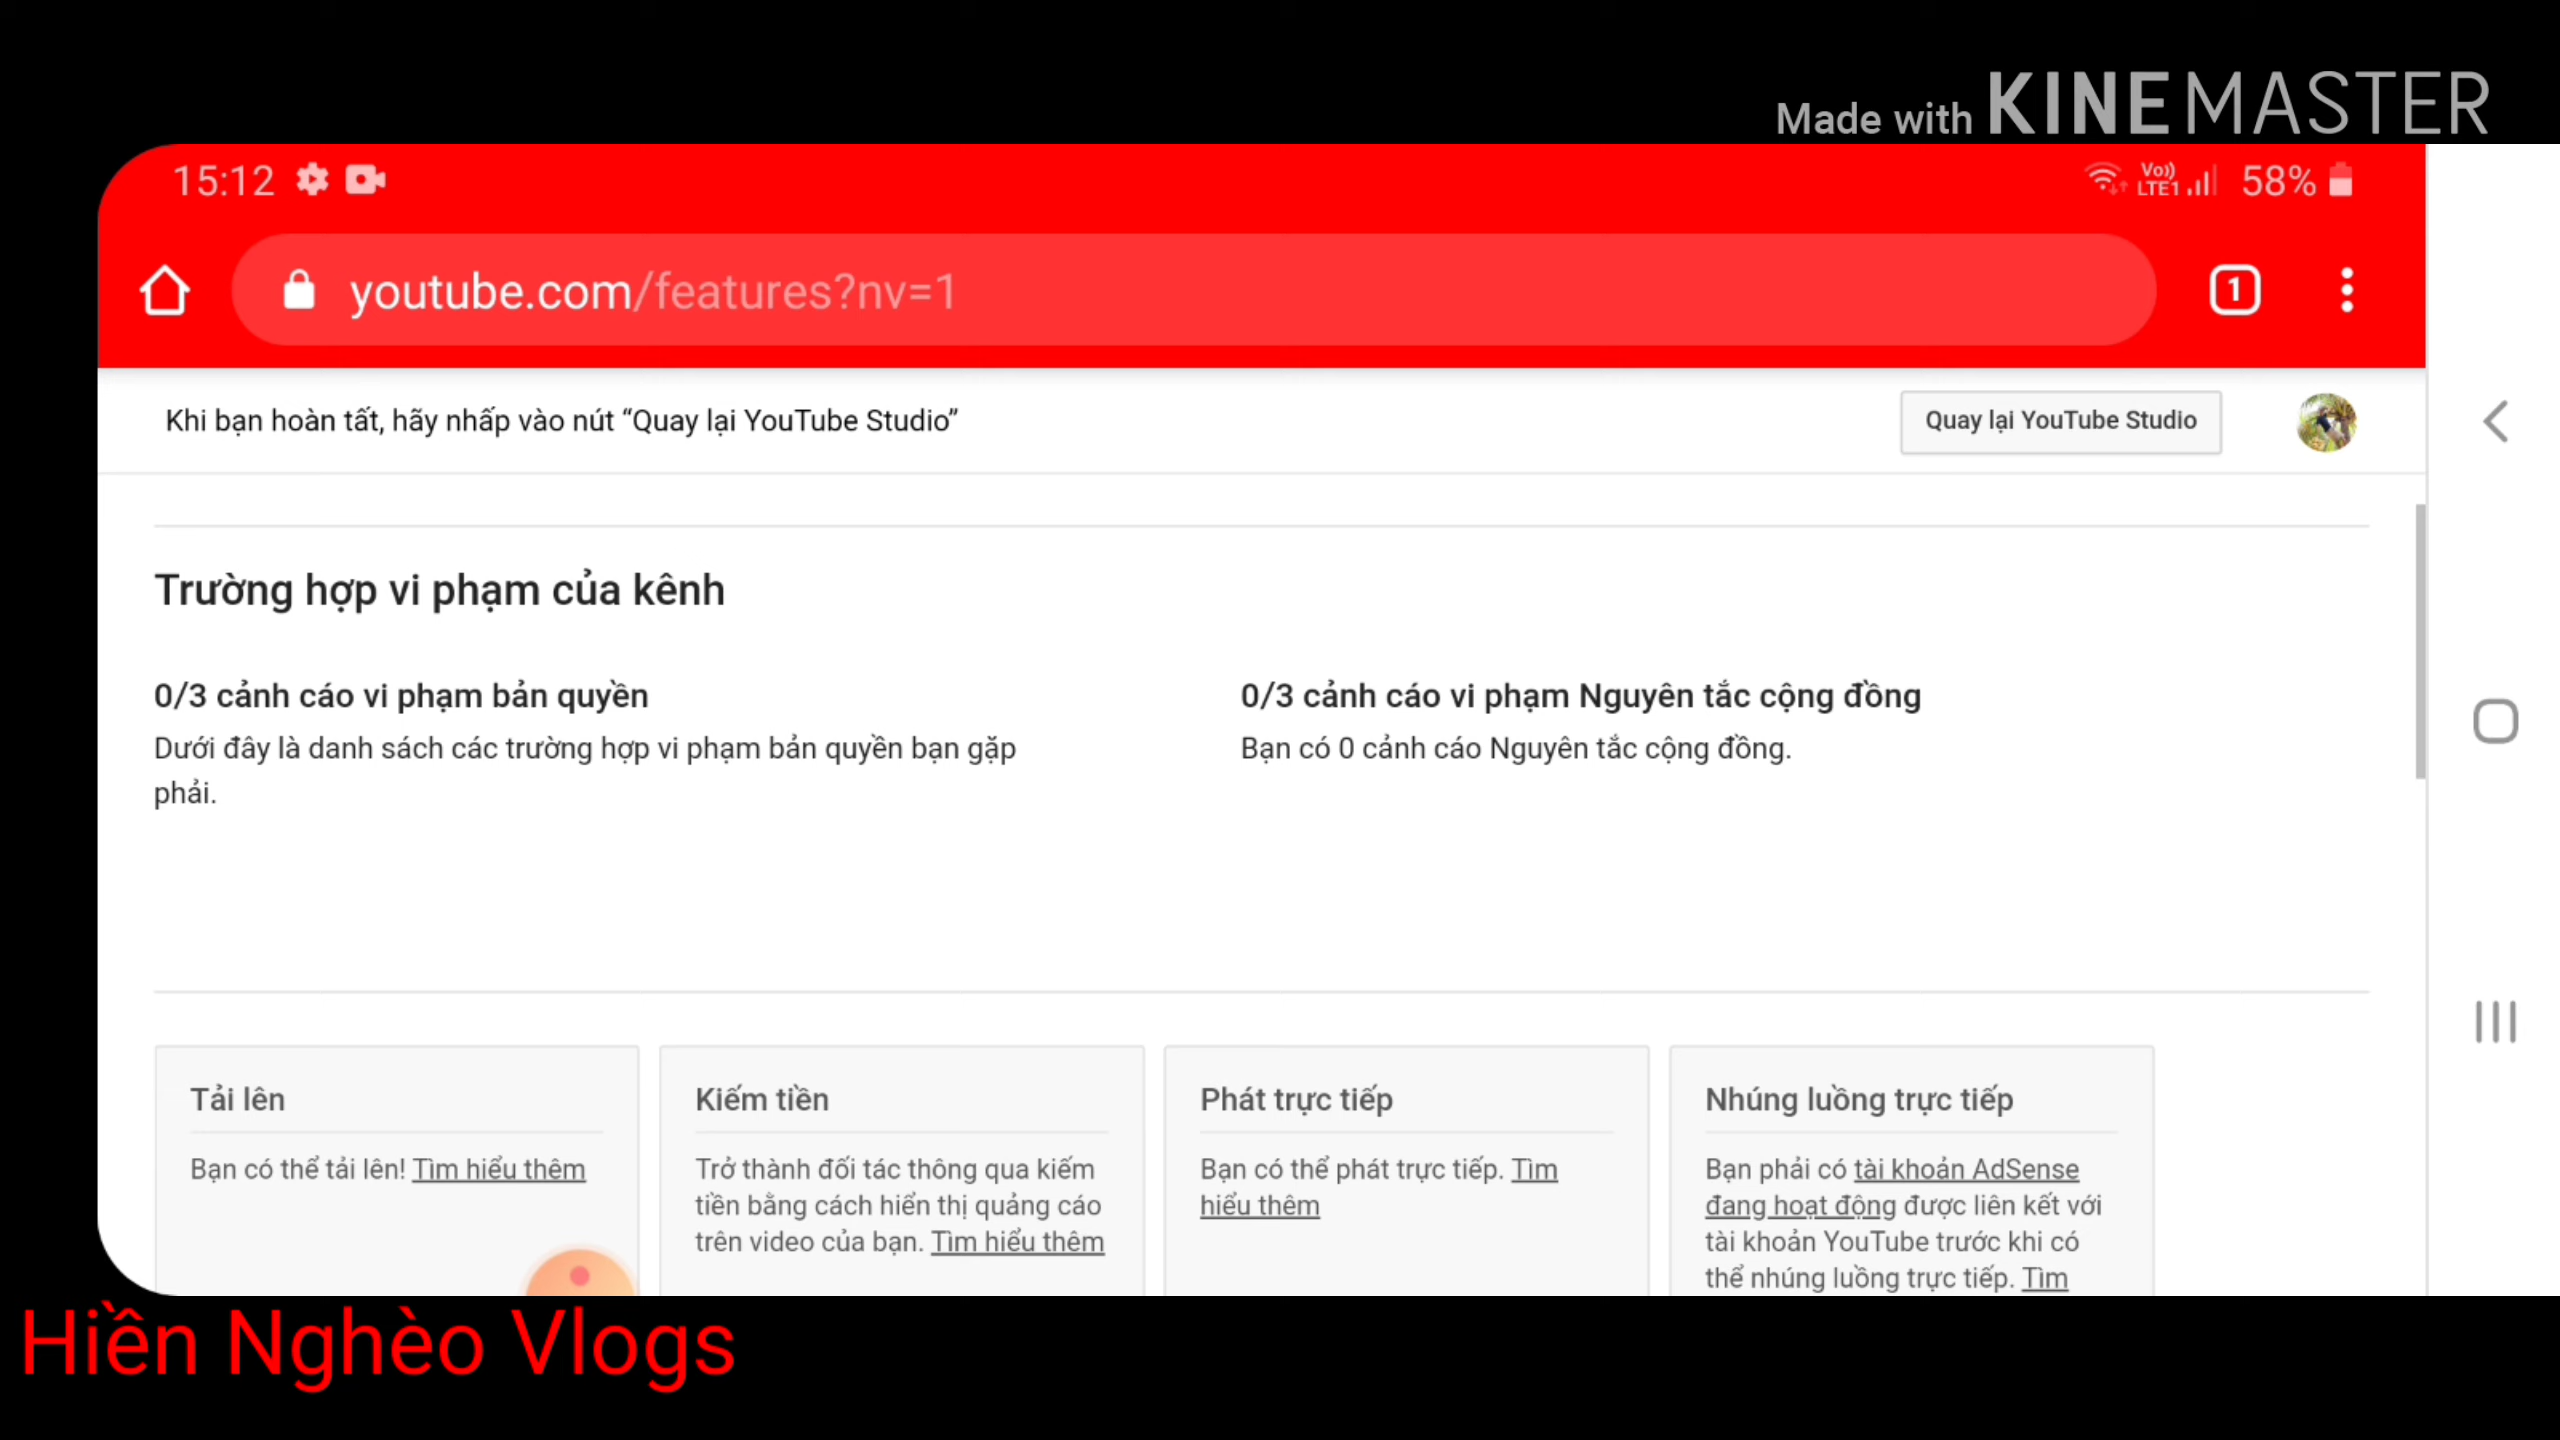 Made with KINEMASTER
15:12
Vo)) LTE1 58%
youtube.com/features?nv=1
1
Khi bạn hoàn tất, hãy nhấp vào nút “Quay lại YouTube Studio”
Quay lại YouTube Studio
Trường hợp vi phạm của kênh
0/3 cảnh cáo vi phạm bản quyền
Dưới đây là danh sách các trường hợp vi phạm bản quyền bạn gặp
phải.
0/3 cảnh cáo vi phạm Nguyên tắc cộng đồng
Bạn có 0 cảnh cáo Nguyên tắc cộng đồng.
Tải lên
Bạn có thể tải lên! Tìm hiểu thêm
Kiếm tiền
Trở thành đối tác thông qua kiếm
tiền bằng cách hiển thị quảng cáo
trên video của bạn. Tìm hiểu thêm
Phát trực tiếp
Bạn có thể phát trực tiếp. Tìm
hiểu thêm
Nhúng luồng trực tiếp
Bạn phải có tài khoản AdSense
đang hoạt động được liên kết với
tài khoản YouTube trước khi có
thể nhúng luồng trực tiếp. Tìm
Hiền Nghèo Vlogs